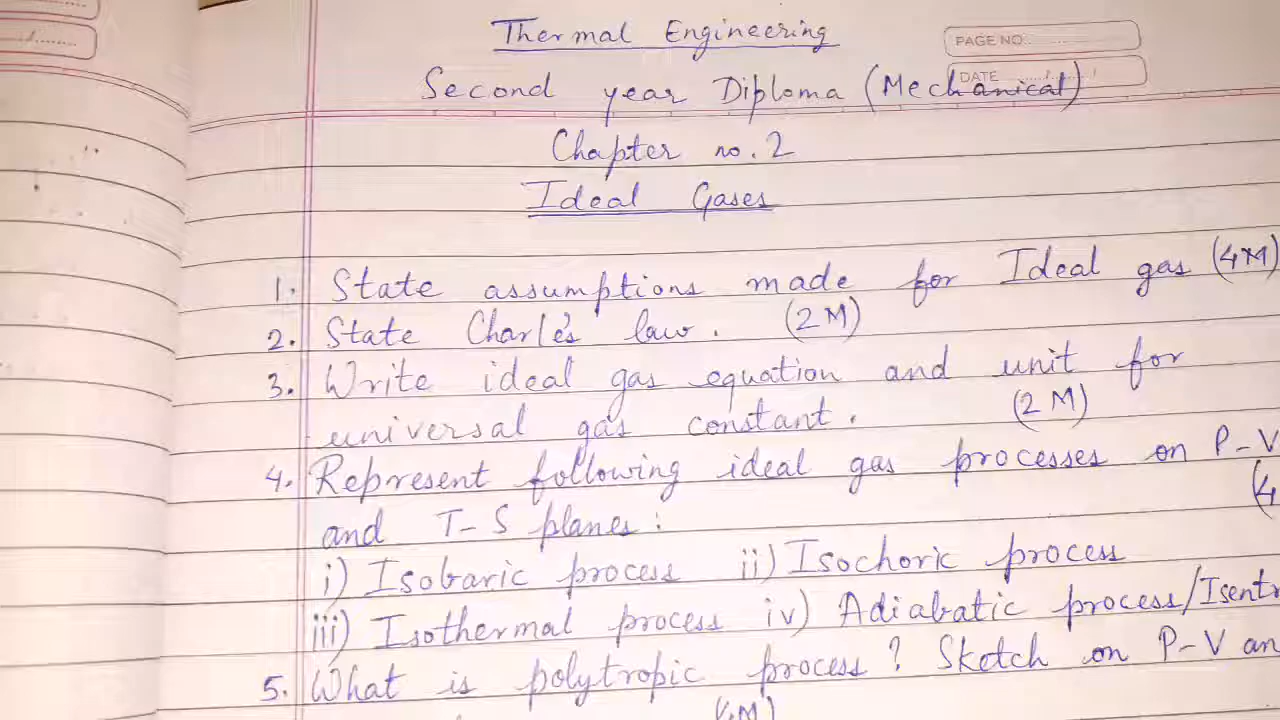 Thermal Engineering
PAGE NO.
Second year Diploma (Mechanical)
DATE
Chapter no. 2
Ideal Gases
1. State assumptions made for Ideal gas (4M)
2. State Charle's law. (2M)
3. Write ideal gas equation and unit for
universal gas constant. (2M)
4. Represent following ideal gas processes on P-V
(4
and T-S planes:
i) Isobaric process ii) Isochoric process
iii) Isothermal process iv) Adiabatic process/Isentr
5. What is polytropic process? Sketch on P-V an